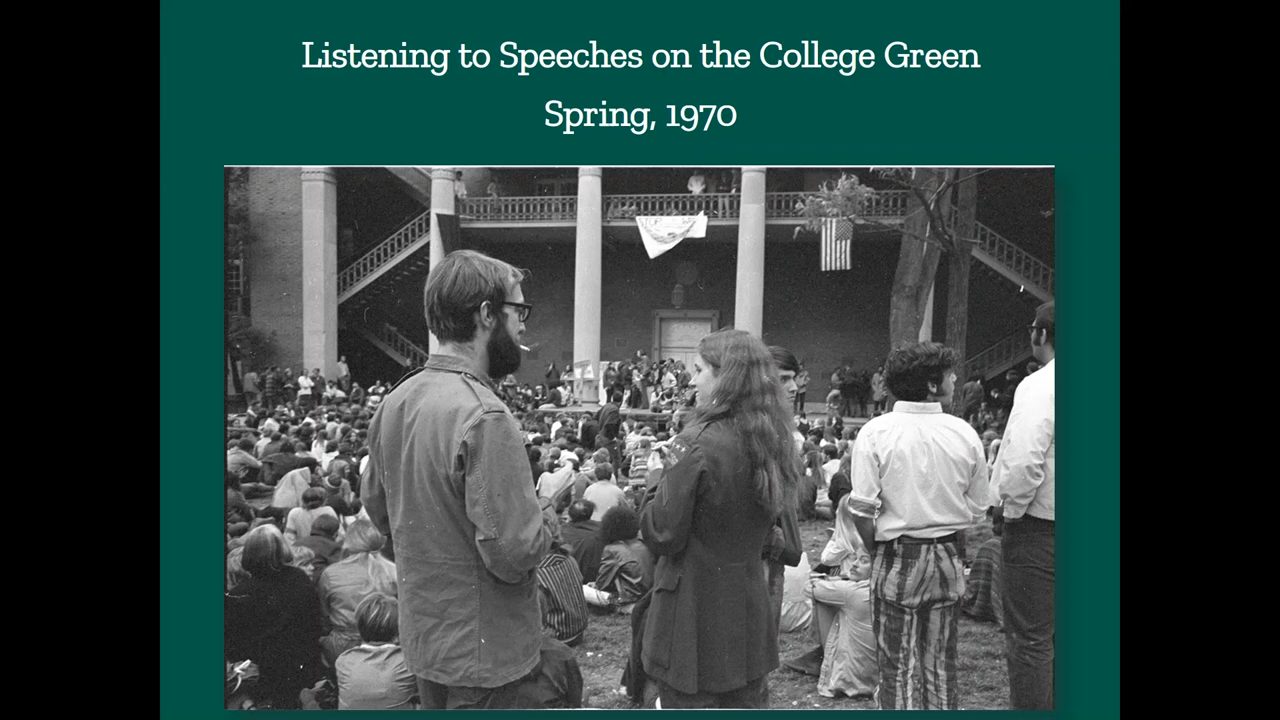 Listening to Speeches on the College Green
Spring, 1970